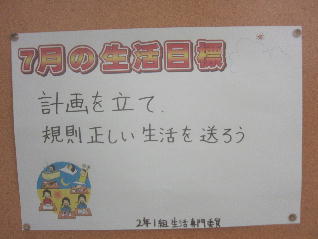 7月の生活目標
計画を立て、
規則正しい生活を送ろう
2年1組生活専門委員